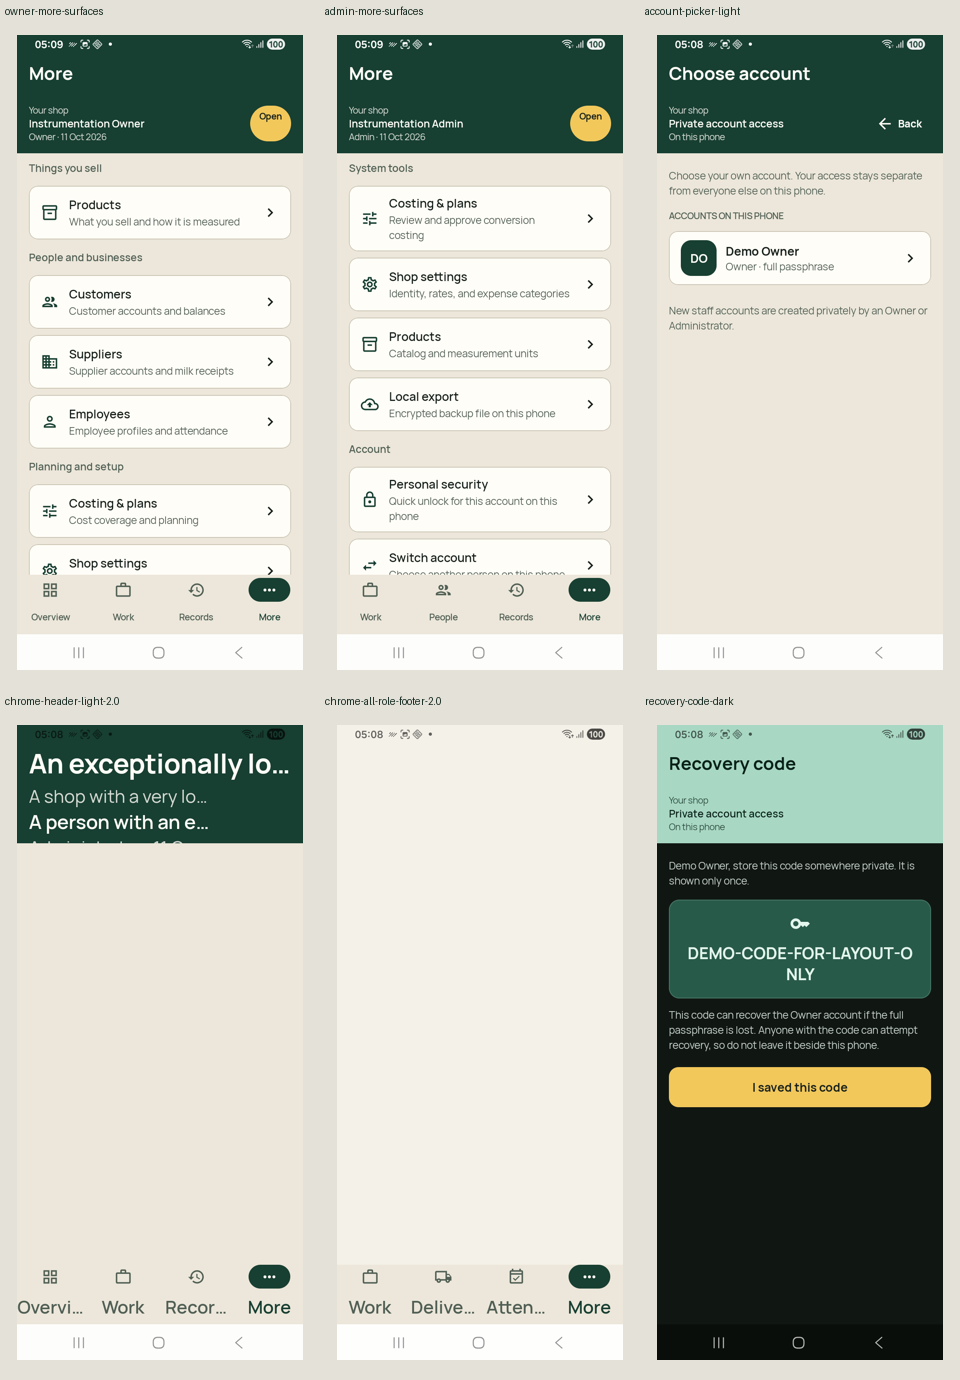 owner-more-surfaces
05:09
100
More
Your shop
Instrumentation Owner
Owner · 11 Oct 2026
Open
Things you sell
Products
What you sell and how it is measured
People and businesses
Customers
Customer accounts and balances
Suppliers
Supplier accounts and milk receipts
Employees
Employee profiles and attendance
Planning and setup
Costing & plans
Cost coverage and planning
Shop settings
Overview
Work
Records
More
admin-more-surfaces
05:09
100
More
Your shop
Instrumentation Admin
Admin · 11 Oct 2026
Open
System tools
Costing & plans
Review and approve conversion
costing
Shop settings
Identity, rates, and expense categories
Products
Catalog and measurement units
Local export
Encrypted backup file on this phone
Account
Personal security
Quick unlock for this account on this
phone
Switch account
Choose another person on this phone
Work
People
Records
More
account-picker-light
05:08
100
Choose account
Your shop
Private account access
On this phone
Back
Choose your own account. Your access stays separate
from everyone else on this phone.
ACCOUNTS ON THIS PHONE
DO
Demo Owner
Owner · full passphrase
New staff accounts are created privately by an Owner or
Administrator.
chrome-header-light-2.0
05:08
100
An exceptionally lo...
A shop with a very lo...
A person with an e...
Overvi...
Work
Recor...
More
chrome-all-role-footer-2.0
05:08
100
Work
Delive...
Atten...
More
recovery-code-dark
05:08
100
Recovery code
Your shop
Private account access
On this phone
Demo Owner, store this code somewhere private. It is
shown only once.
DEMO-CODE-FOR-LAYOUT-O
NLY
This code can recover the Owner account if the full
passphrase is lost. Anyone with the code can attempt
recovery, so do not leave it beside this phone.
I saved this code